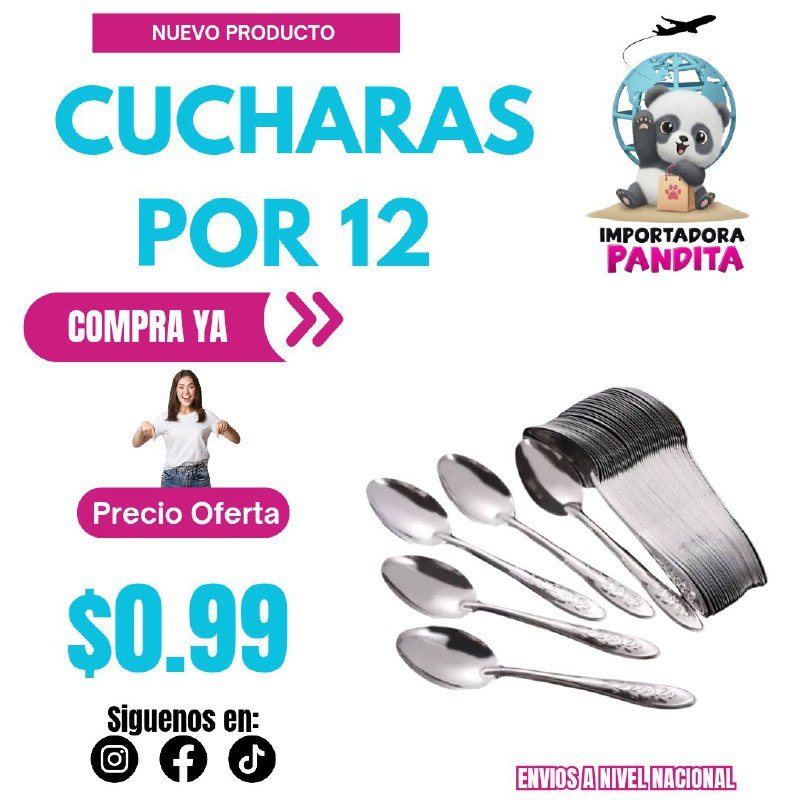 NUEVO PRODUCTO
CUCHARAS
POR 12
IMPORTADORA
PANDITA
COMPRA YA
Precio Oferta
$0.99
Siguenos en:
ENVIOS A NIVEL NACIONAL